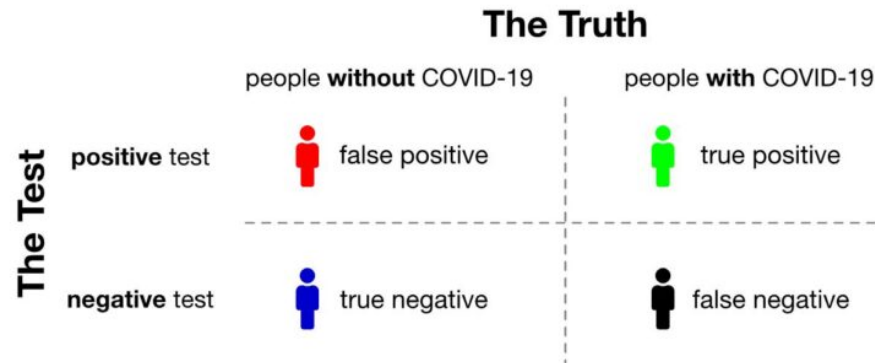 The Truth
people without COVID-19
people with COVID-19
The Test
positive test
false positive
true positive
negative test
true negative
false negative